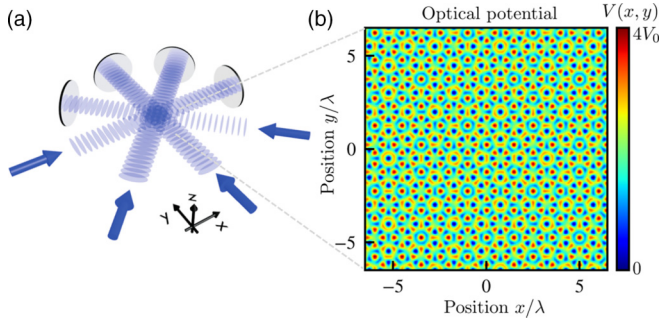 (a)
y
z
x
(b)
Optical potential
V(x, y)
4V₀
0
Position y/λ
5
0
−5
−5
0
5
Position x/λ